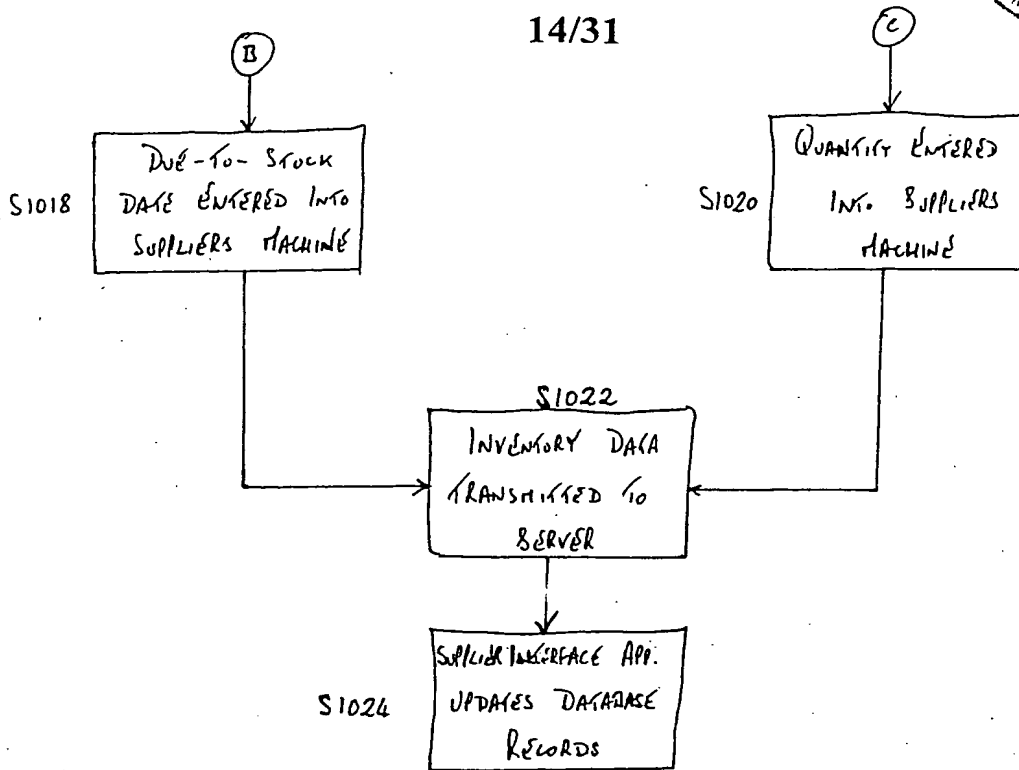 14/31
B
C
S1018
DUE-TO-STOCK
DATE ENTERED INTO
SUPPLIERS MACHINE
S1020
QUANTITY ENTERED
INTO SUPPLIERS
MACHINE
S1022
INVENTORY DATA
TRANSMITTED TO
SERVER
S1024
SUPPLIER INTERFACE APP.
UPDATES DATABASE
RECORDS